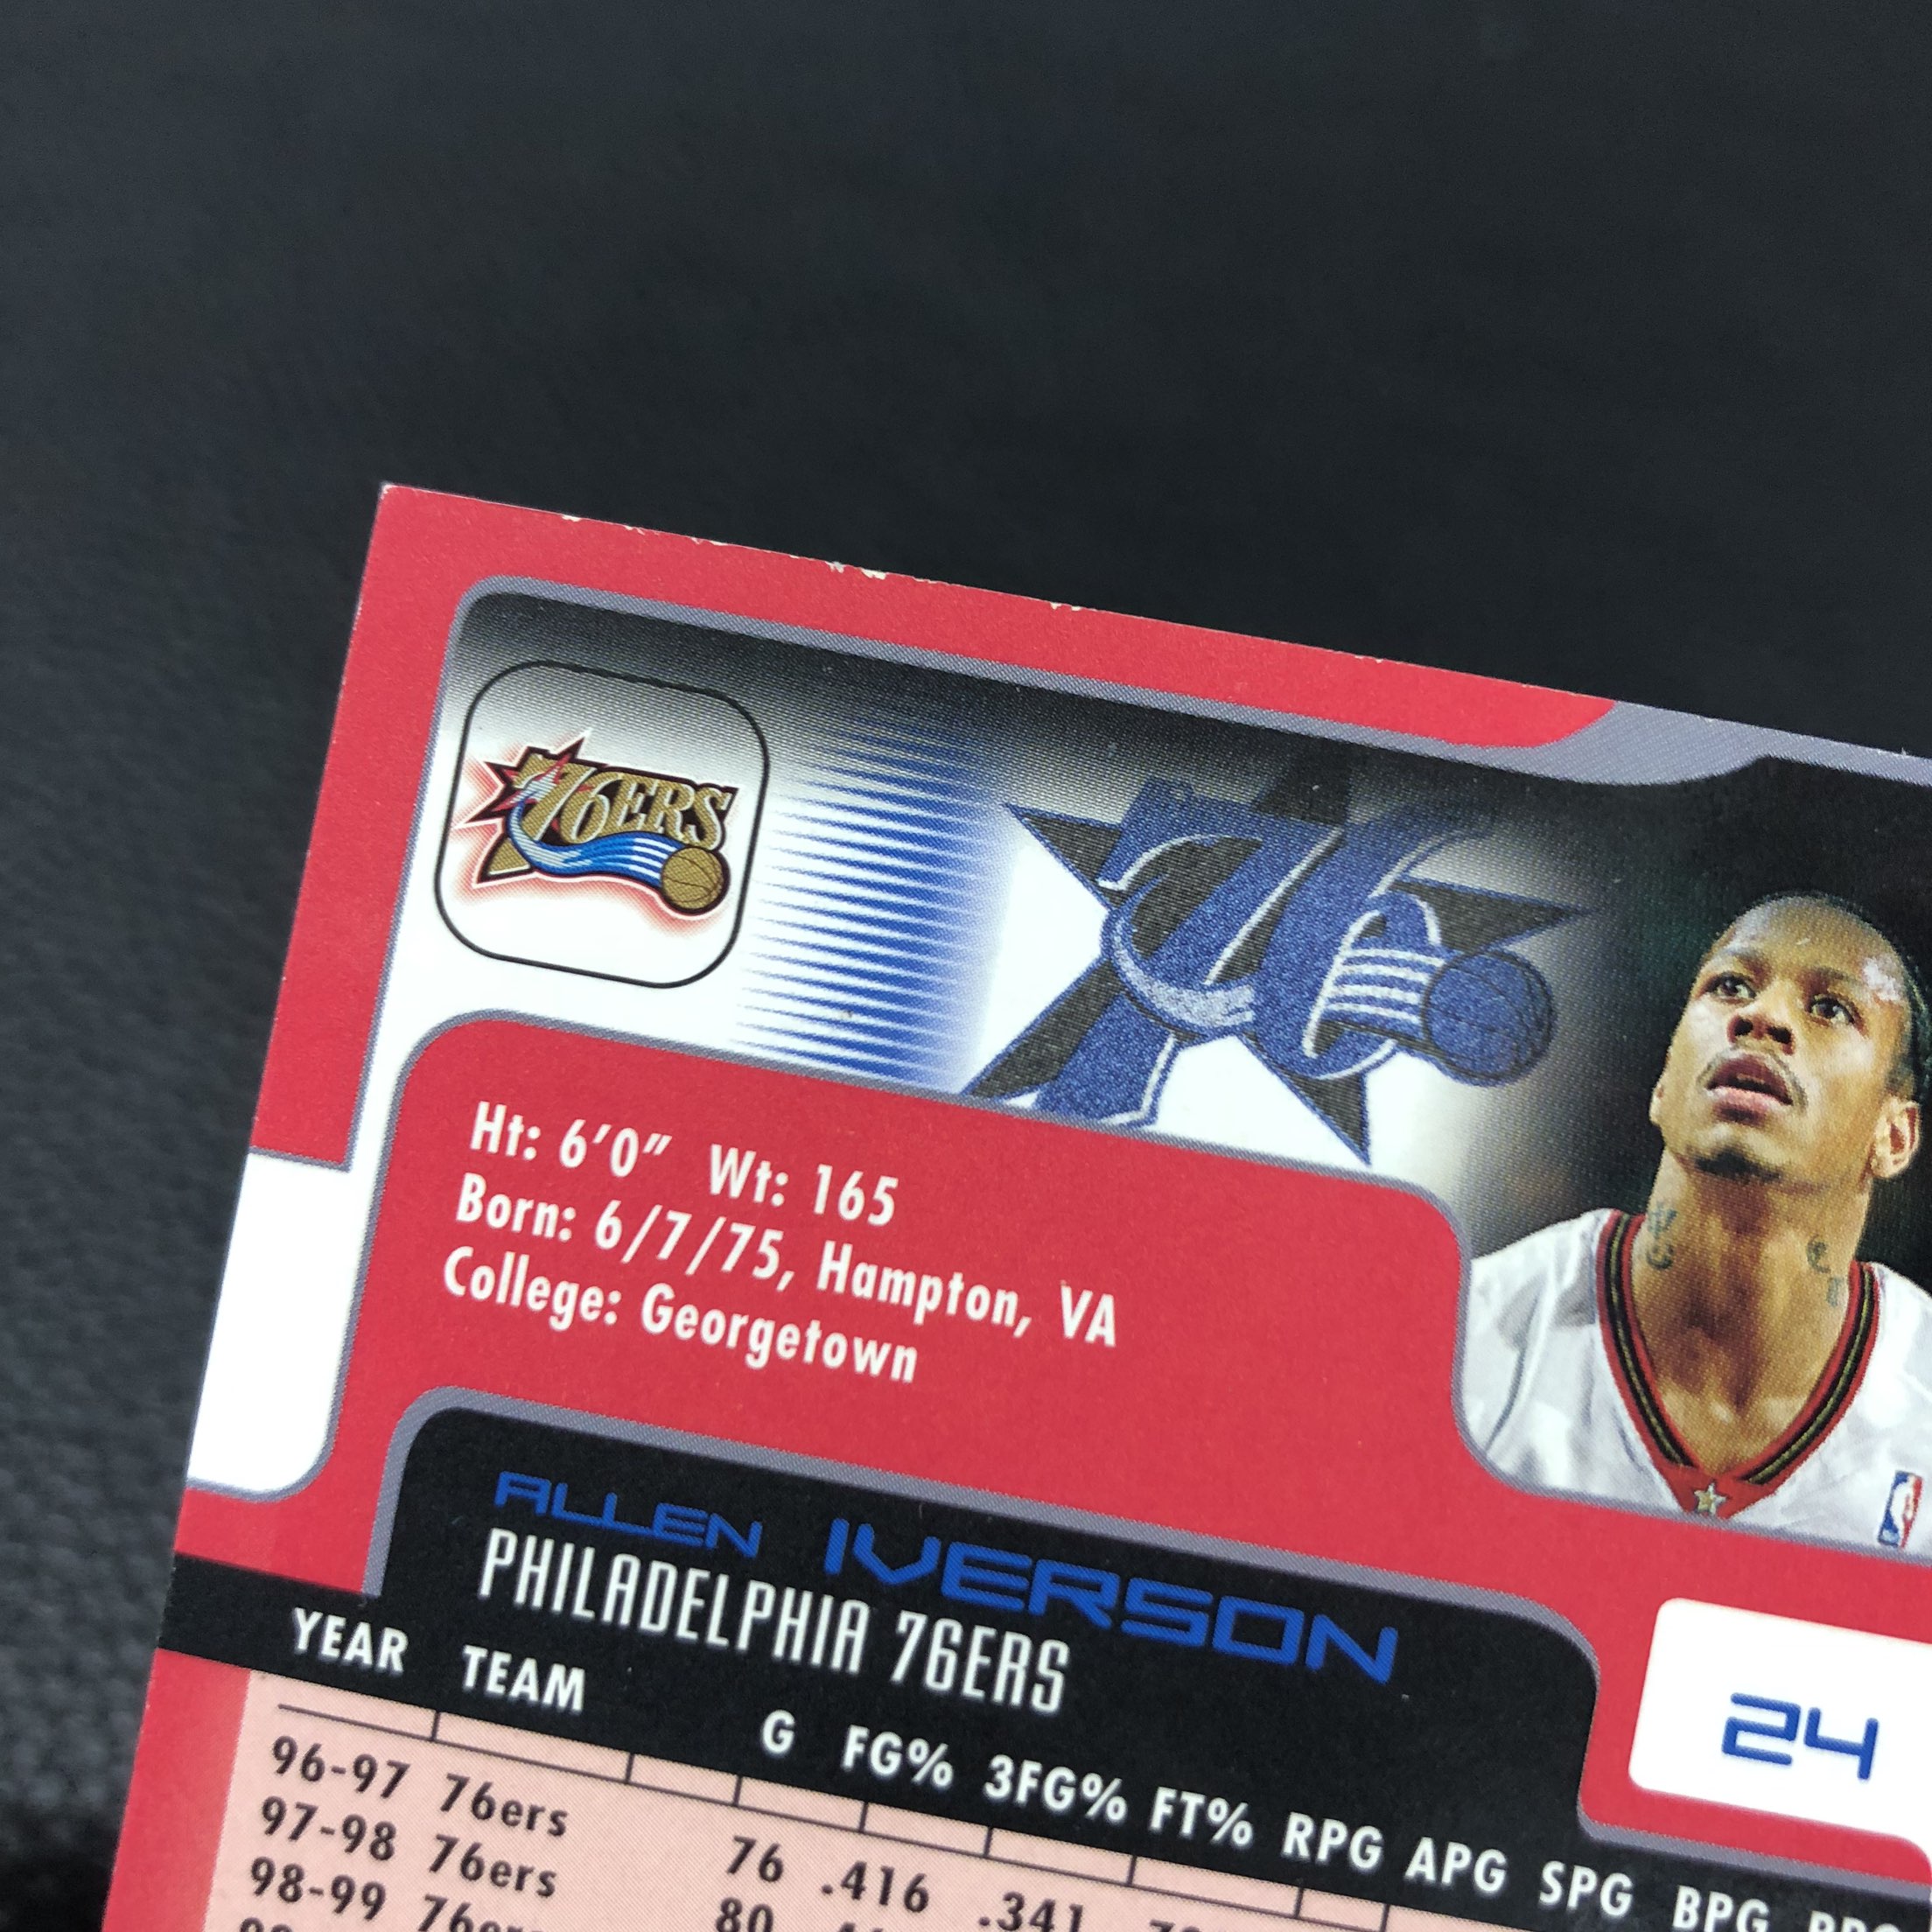 76ERS
76
Ht: 6'0" Wt: 165
Born: 6/7/75, Hampton, VA
College: Georgetown
ALLEN IVERSON
PHILADELPHIA 76ERS
24
YEAR TEAM G FG% 3FG% FT% RPG APG SPG BPG
96-97 76ers 76 .416 .341
97-98 76ers 80
98-99